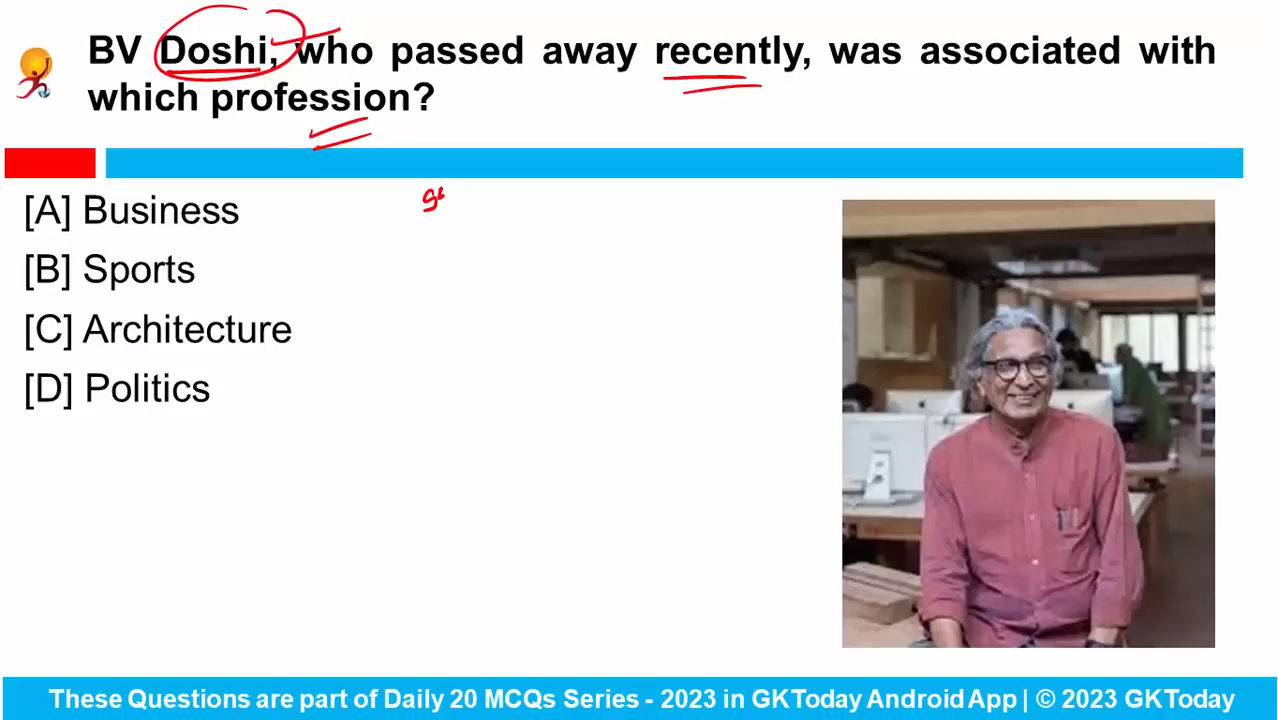 BV Doshi, who passed away recently, was associated with
which profession?
[A] Business
[B] Sports
[C] Architecture
[D] Politics
These Questions are part of Daily 20 MCQs Series - 2023 in GKToday Android App | © 2023 GKToday